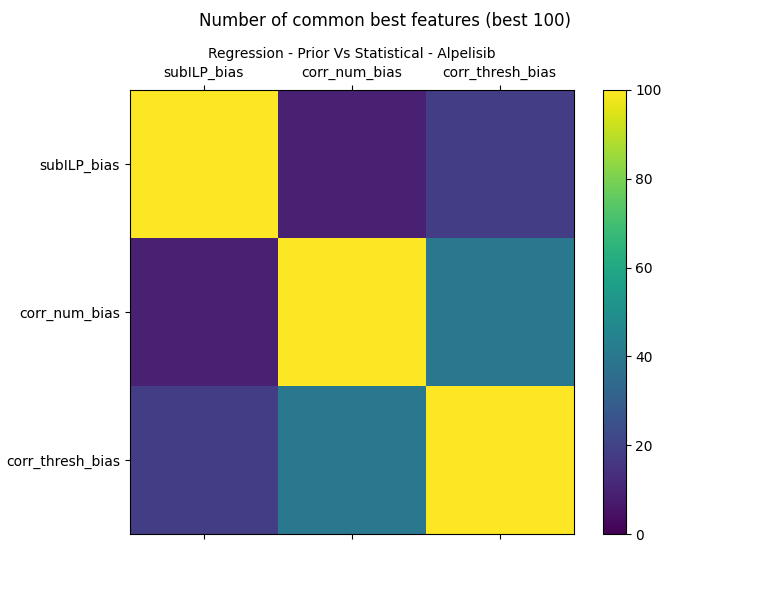 Number of common best features (best 100)
Regression - Prior Vs Statistical - Alpelisib
subILP_bias corr_num_bias corr_thresh_bias
subILP_bias
corr_num_bias
corr_thresh_bias
100
80
60
40
20
0